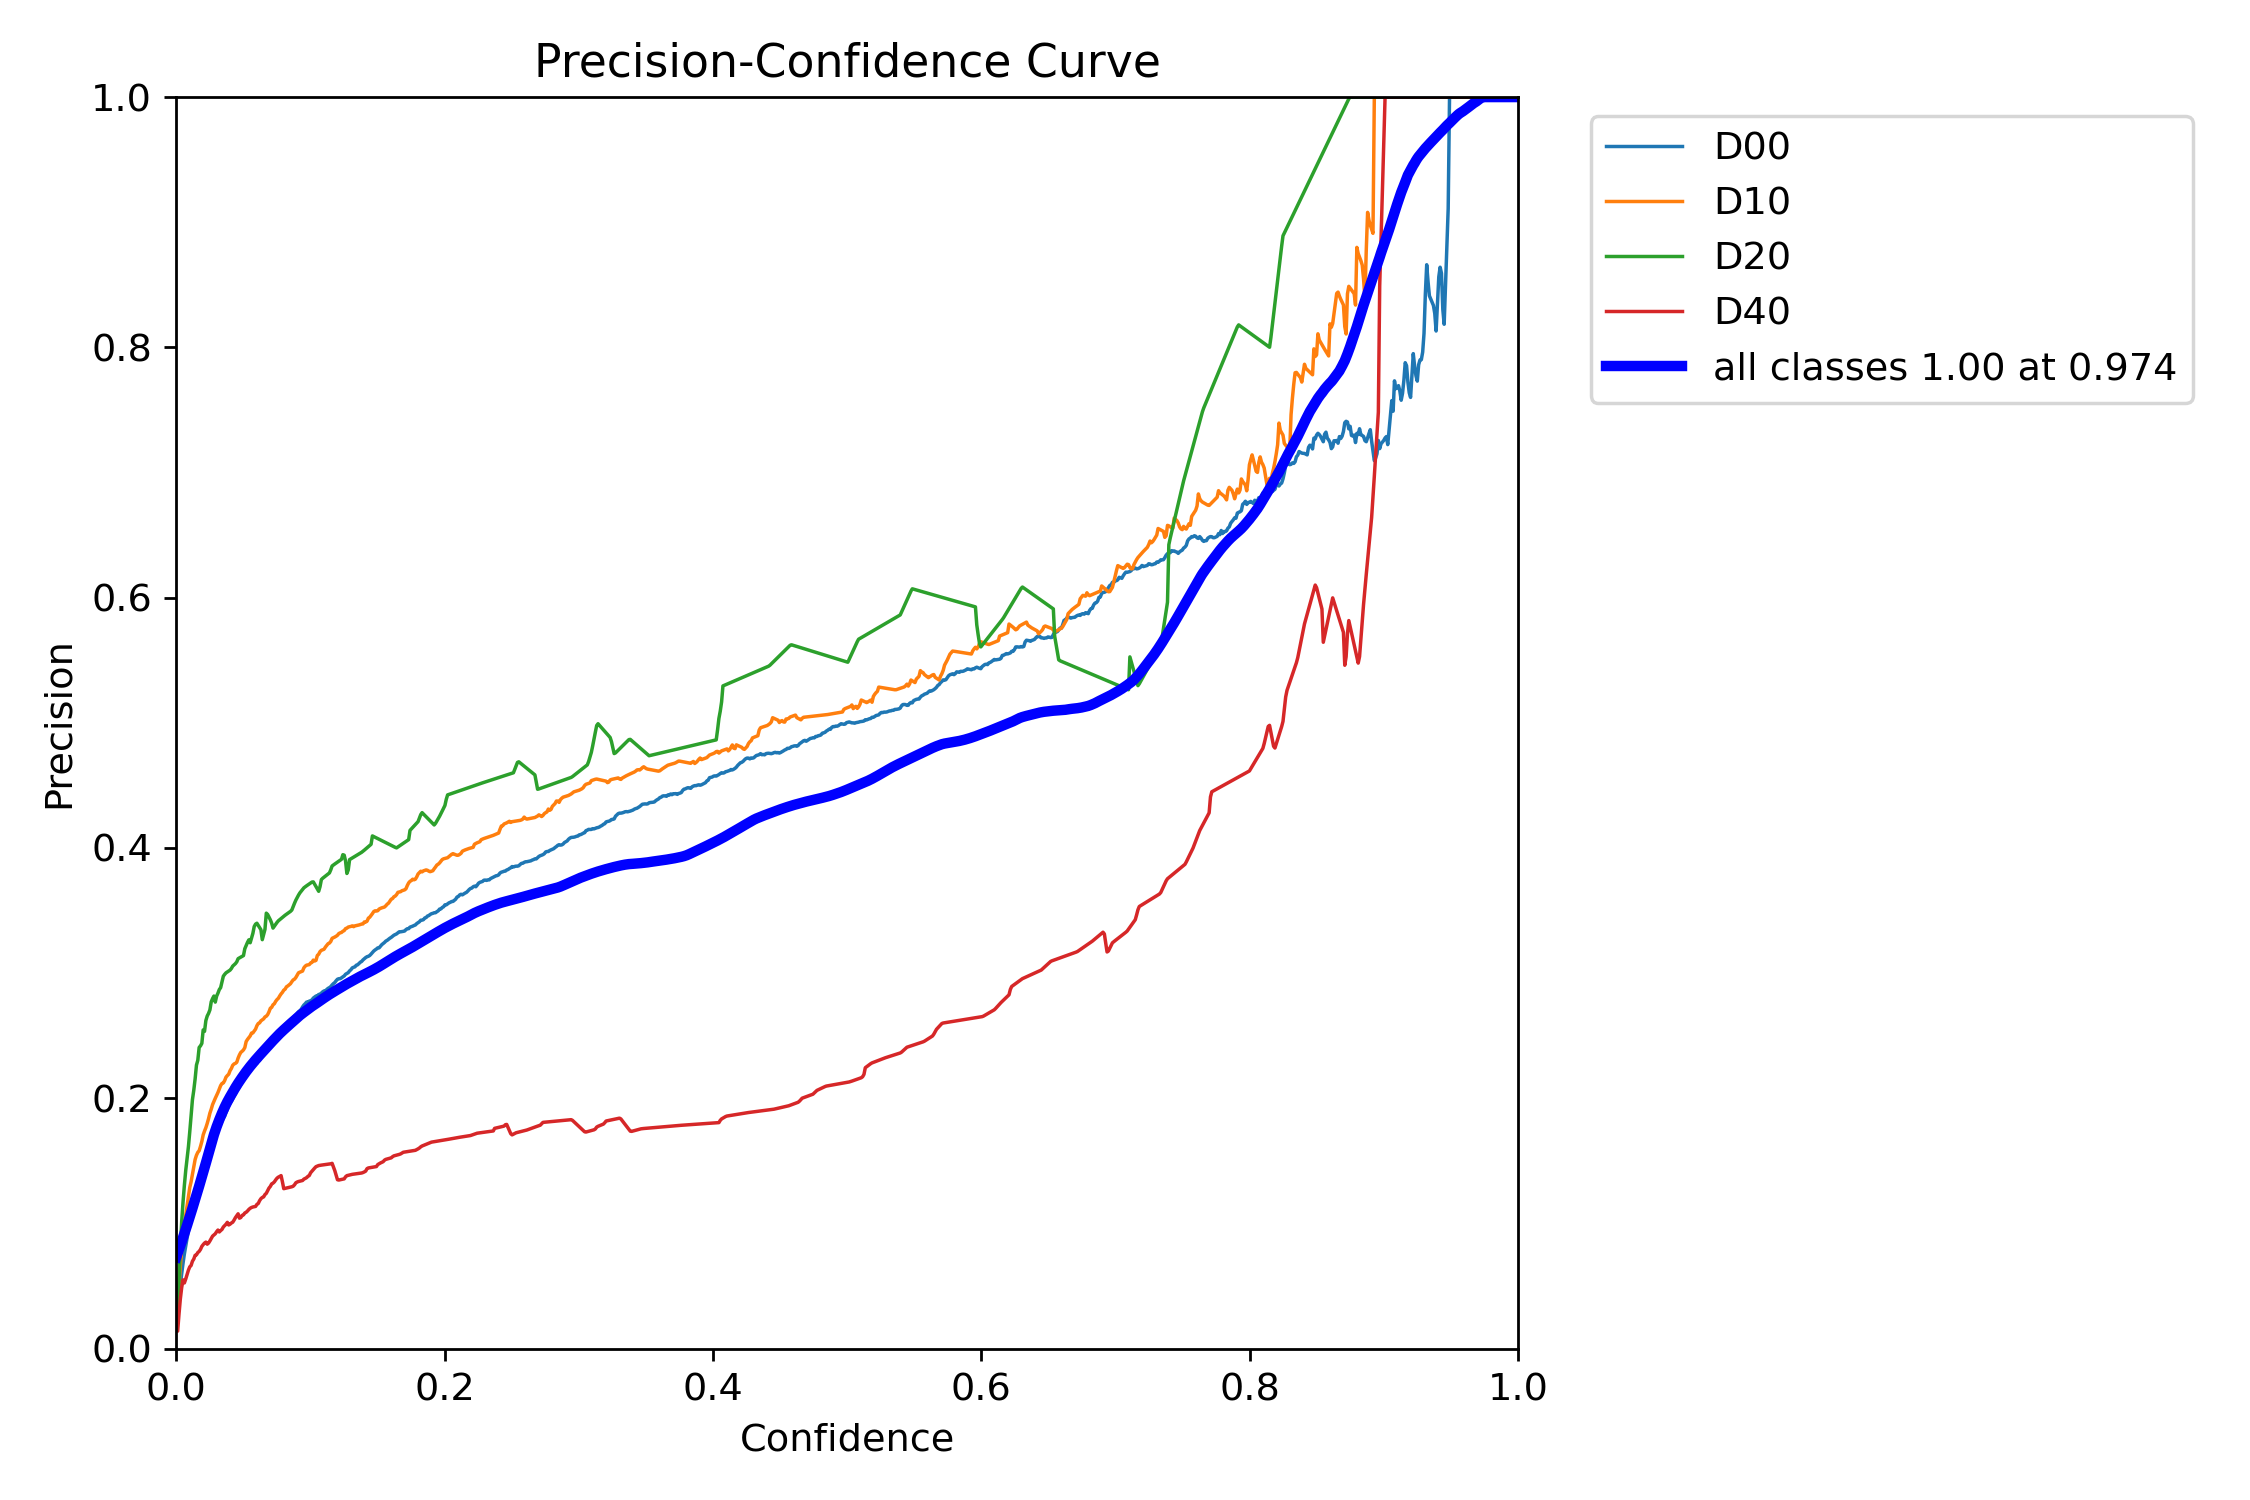 Precision-Confidence Curve
1.0
0.8
0.6
0.4
0.2
0.0
Precision
0.0 0.2 0.4 0.6 0.8 1.0
Confidence
D00
D10
D20
D40
all classes 1.00 at 0.974